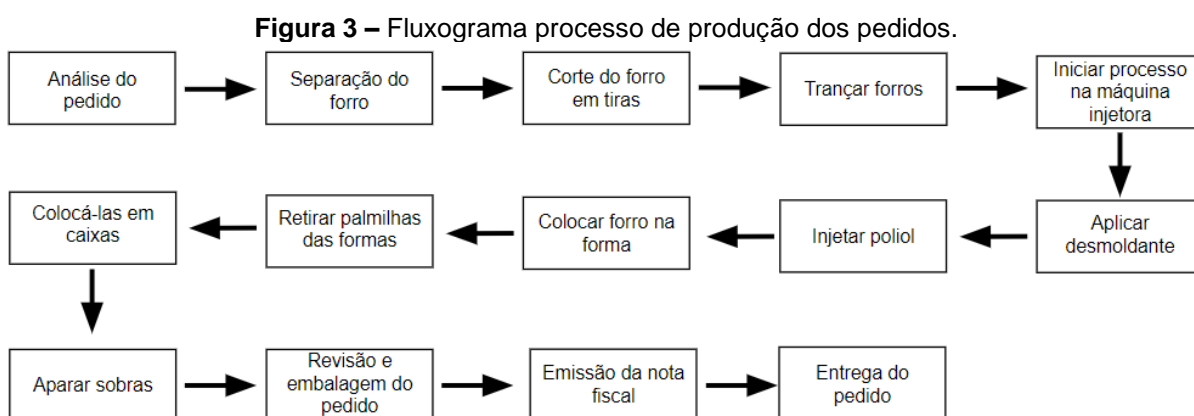 Figura 3 – Fluxograma processo de produção dos pedidos.
Análise do
pedido
Separação do
forro
Corte do forro
em tiras
Trançar forros
Iniciar processo
na máquina
injetora
Aplicar
desmoldante
Injetar poliol
Colocar forro na
forma
Retirar palmilhas
das formas
Colocá-las em
caixas
Aparar sobras
Revisão e
embalagem do
pedido
Emissão da nota
fiscal
Entrega do
pedido